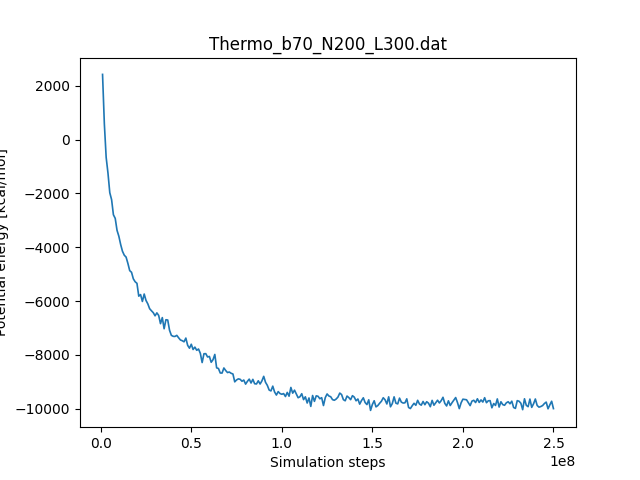 Thermo_b70_N200_L300.dat
Potential energy [kcal/mol]
2000
0
−2000
−4000
−6000
−8000
−10000
0.0 0.5 1.0 1.5 2.0 2.5
1e8
Simulation steps